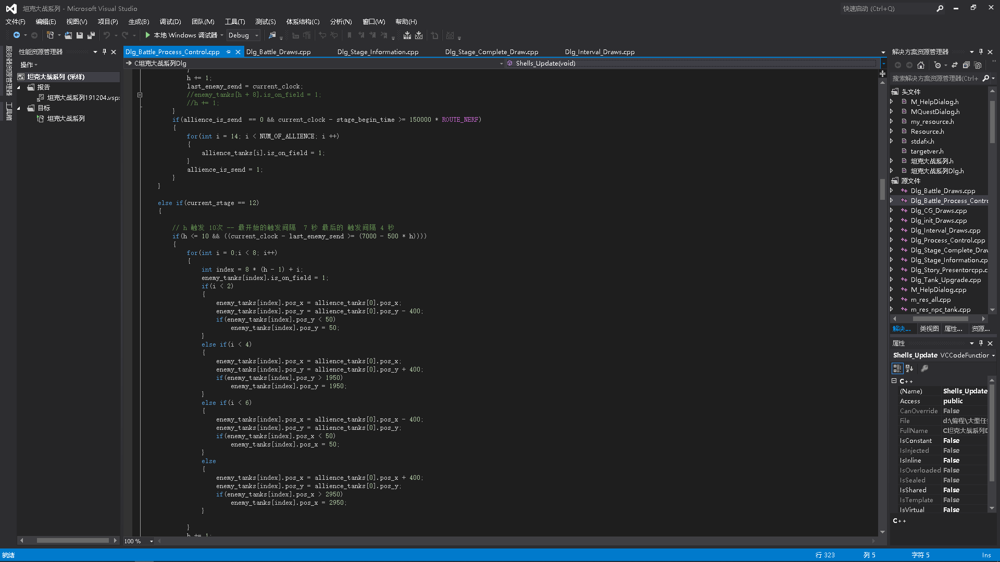 坦克大战系列 - Microsoft Visual Studio
快速启动 (Ctrl+Q)
文件(F) 编辑(E) 视图(V) 项目(P) 生成(B) 调试(D) 团队(M) 工具(T) 测试(S) 体系结构(C) 分析(N) 窗口(W) 帮助(H)
本地 Windows 调试器 Debug
服务器资源管理器
工具箱
性能资源管理器
操作
坦克大战系列 (采样)
报告
坦克大战系列191204.vsp
目标
坦克大战系列
Dlg_Battle_Process_Control.cpp Dlg_Battle_Draws.cpp Dlg_Stage_Information.cpp Dlg_Stage_Complete_Draw.cpp Dlg_Interval_Draws.cpp
C坦克大战系列Dlg Shells_Update(void)
}
h += 1;
last_enemy_send = current_clock;
//enemy_tanks[h + 8].is_on_field = 1;
//h += 1;
}
if(allience_is_send  == 0 && current_clock - stage_begin_time >= 150000 * ROUTE_NERF)
{
for(int i = 14; i < NUM_OF_ALLIENCE; i ++)
{
allience_tanks[i].is_on_field = 1;
}
allience_is_send = 1;
}
}
else if(current_stage == 12)
{
// h 触发 10次 -- 最开始的触发间隔  7 秒 最后的 触发间隔 4 秒
if(h <= 10 && ((current_clock - last_enemy_send >= (7000 - 500 * h))))
{
for(int i = 0;i < 8; i++)
{
int index = 8 * (h - 1) + i;
enemy_tanks[index].is_on_field = 1;
if(i < 2)
{
enemy_tanks[index].pos_x = allience_tanks[0].pos_x;
enemy_tanks[index].pos_y = allience_tanks[0].pos_y - 400;
if(enemy_tanks[index].pos_y < 50)
enemy_tanks[index].pos_y = 50;
}
else if(i < 4)
{
enemy_tanks[index].pos_x = allience_tanks[0].pos_x;
enemy_tanks[index].pos_y = allience_tanks[0].pos_y + 400;
if(enemy_tanks[index].pos_y > 1950)
enemy_tanks[index].pos_y = 1950;
}
else if(i < 6)
{
enemy_tanks[index].pos_x = allience_tanks[0].pos_x - 400;
enemy_tanks[index].pos_y = allience_tanks[0].pos_y;
if(enemy_tanks[index].pos_x < 50)
enemy_tanks[index].pos_x = 50;
}
else
{
enemy_tanks[index].pos_x = allience_tanks[0].pos_x + 400;
enemy_tanks[index].pos_y = allience_tanks[0].pos_y;
if(enemy_tanks[index].pos_x > 2950)
enemy_tanks[index].pos_x = 2950;
}
}
h += 1;
100 %
解决方案资源管理器
搜索解决方案资源管理器(Ctrl+
头文件
M_HelpDialog.h
MQuestDialog.h
my_resource.h
Resource.h
stdafx.h
targetver.h
坦克大战系列.h
坦克大战系列Dlg.h
源文件
Dlg_Battle_Draws.cpp
Dlg_Battle_Process_Contr
Dlg_CG_Draws.cpp
Dlg_init_Draws.cpp
Dlg_Interval_Draws.cpp
Dlg_Process_Control.cpp
Dlg_Stage_Complete_Dra
Dlg_Stage_Information.cp
Dlg_Story_Presentorcpp.c
Dlg_Tank_Upgrade.cpp
M_HelpDialog.cpp
m_res_all.cpp
m_res_npc_tank.cpp
解决... 类视图 属性... 资源...
属性
Shells_Update VCCodeFunction
C++
(Name) Shells_Update
Access public
CanOverride False
File d:\编程\大型任
FullName C坦克大战系列D
IsConstant False
IsInjected False
IsInline False
IsOverloaded False
IsSealed False
IsShared False
IsTemplate False
IsVirtual False
C++
就绪 行 323 列 5 字符 5 Ins